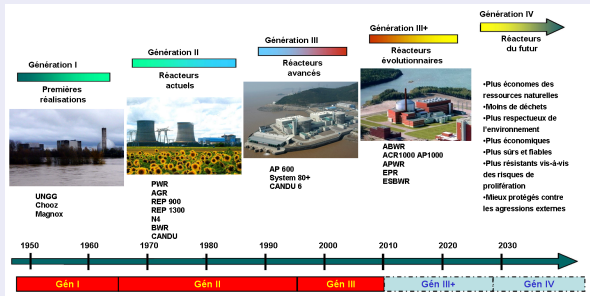 Génération I
Premières
réalisations
UNGG
Chooz
Magnox
Génération II
Réacteurs
actuels
PWR
AGR
REP 900
REP 1300
N4
BWR
CANDU
Génération III
Réacteurs
avancés
AP 600
System 80+
CANDU 6
Génération III+
Réacteurs
évolutionnaires
ABWR
ACR1000 AP1000
APWR
EPR
ESBWR
Génération IV
Réacteurs
du futur
•Plus économes des
ressources naturelles
•Moins de déchets
•Plus respectueux de
l'environnement
•Plus économiques
•Plus sûrs et fiables
•Plus résistants vis-à-vis
des risques de
prolifération
•Mieux protégés contre
les agressions externes
1950 1960 1970 1980 1990 2000 2010 2020 2030
Gén I Gén II Gén III Gén III+ Gén IV